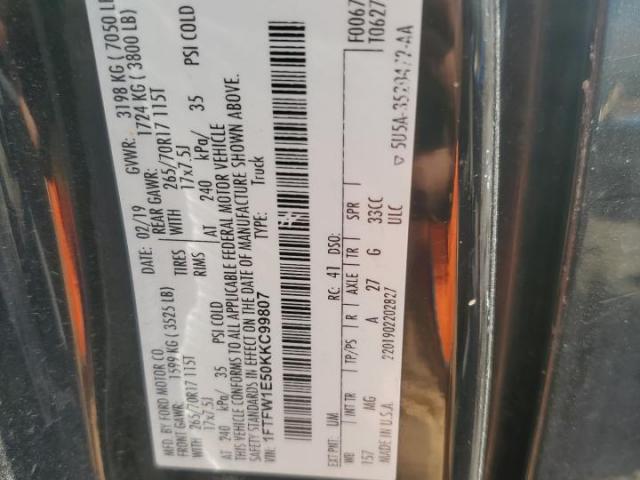 MFD. BY FORD MOTOR CO.
DATE: 02/19 GVWR: 3198 KG ( 7050 LB
FRONT GAWR: 1599 KG ( 3525 LB) REAR GAWR: 1724 KG ( 3800 LB)
WITH 265/70R17 115T TIRES WITH 265/70R17 115T
17x7.5J RIMS 17x7.5J
AT 240 kPa/ 35 PSI COLD AT 240 kPa/ 35 PSI COLD
THIS VEHICLE CONFORMS TO ALL APPLICABLE FEDERAL MOTOR VEHICLE
SAFETY STANDARDS IN EFFECT ON THE DATE OF MANUFACTURE SHOWN ABOVE.
VIN: 1FTFW1E50KKC99807 TYPE: Truck
F0067
T0627
EXT PNT: UM RC: 41 DSO:
WB INT TR TP/PS R AXLE TR SPR
157 MG A 27 G 33CC
MADE IN U.S.A. 2201902202827 ULC